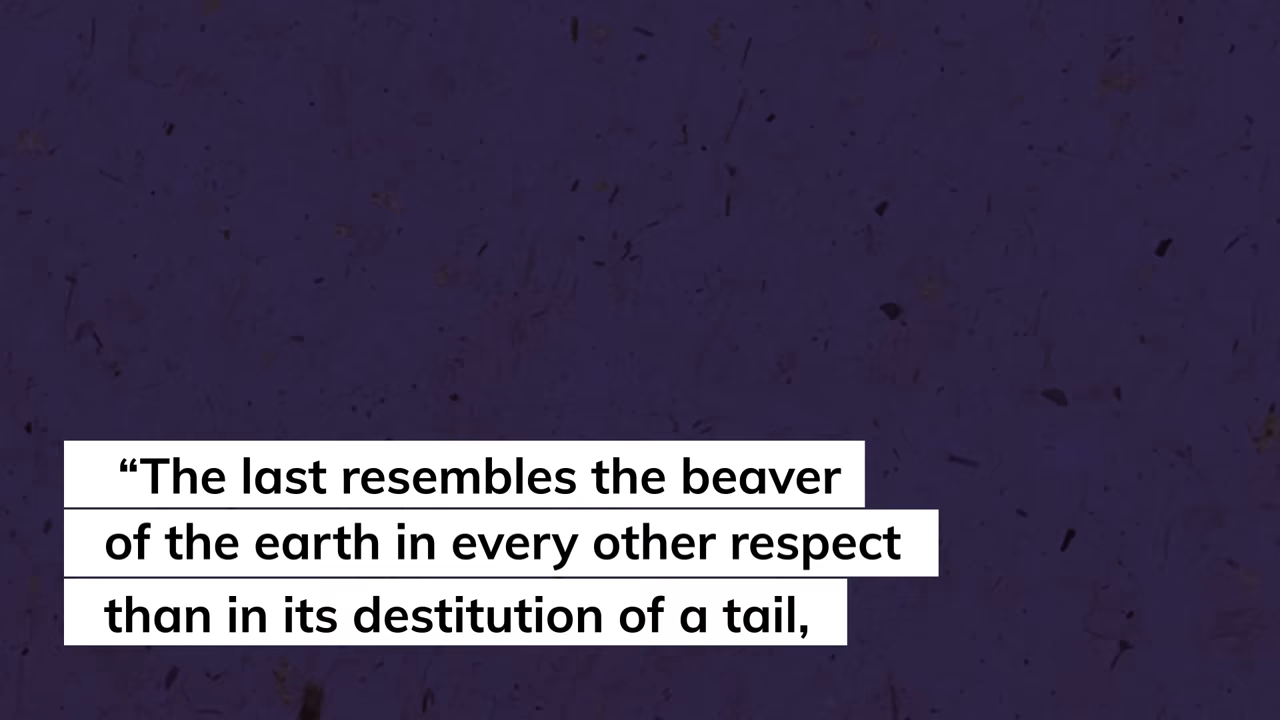 “The last resembles the beaver
of the earth in every other respect
than in its destitution of a tail,